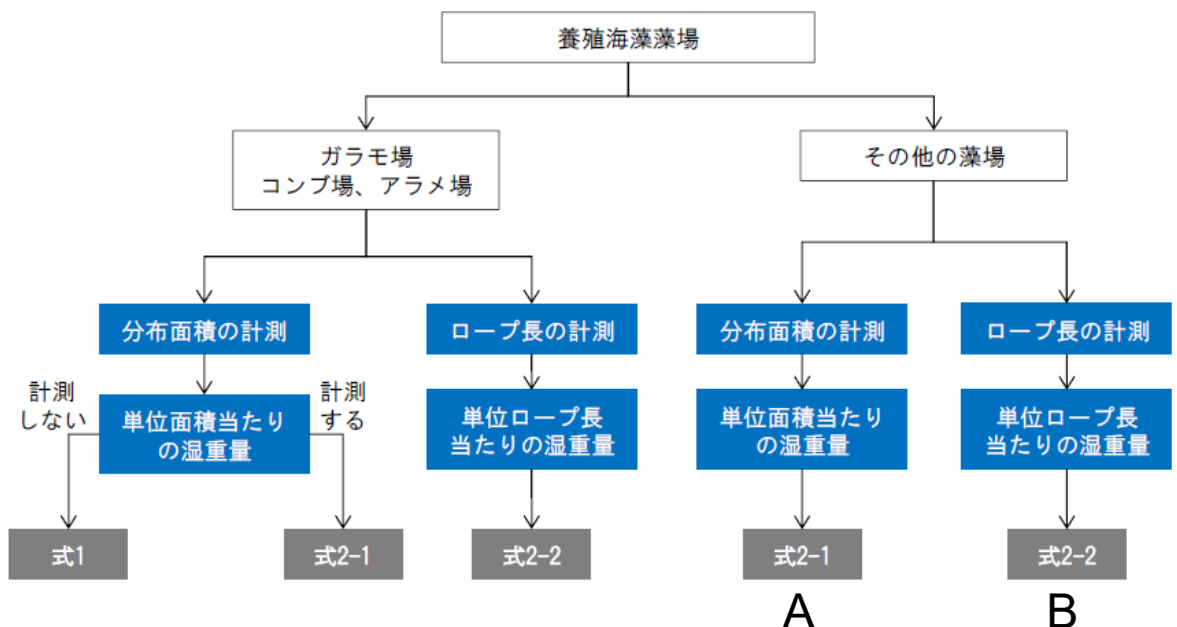 養殖海藻藻場
ガラモ場
コンブ場、アラメ場
その他の藻場
分布面積の計測
ロープ長の計測
分布面積の計測
ロープ長の計測
計測
しない
単位面積当たり
の湿重量
計測
する
単位ロープ長
当たりの湿重量
単位面積当たり
の湿重量
単位ロープ長
当たりの湿重量
式1
式2-1
式2-2
式2-1
式2-2
A
B